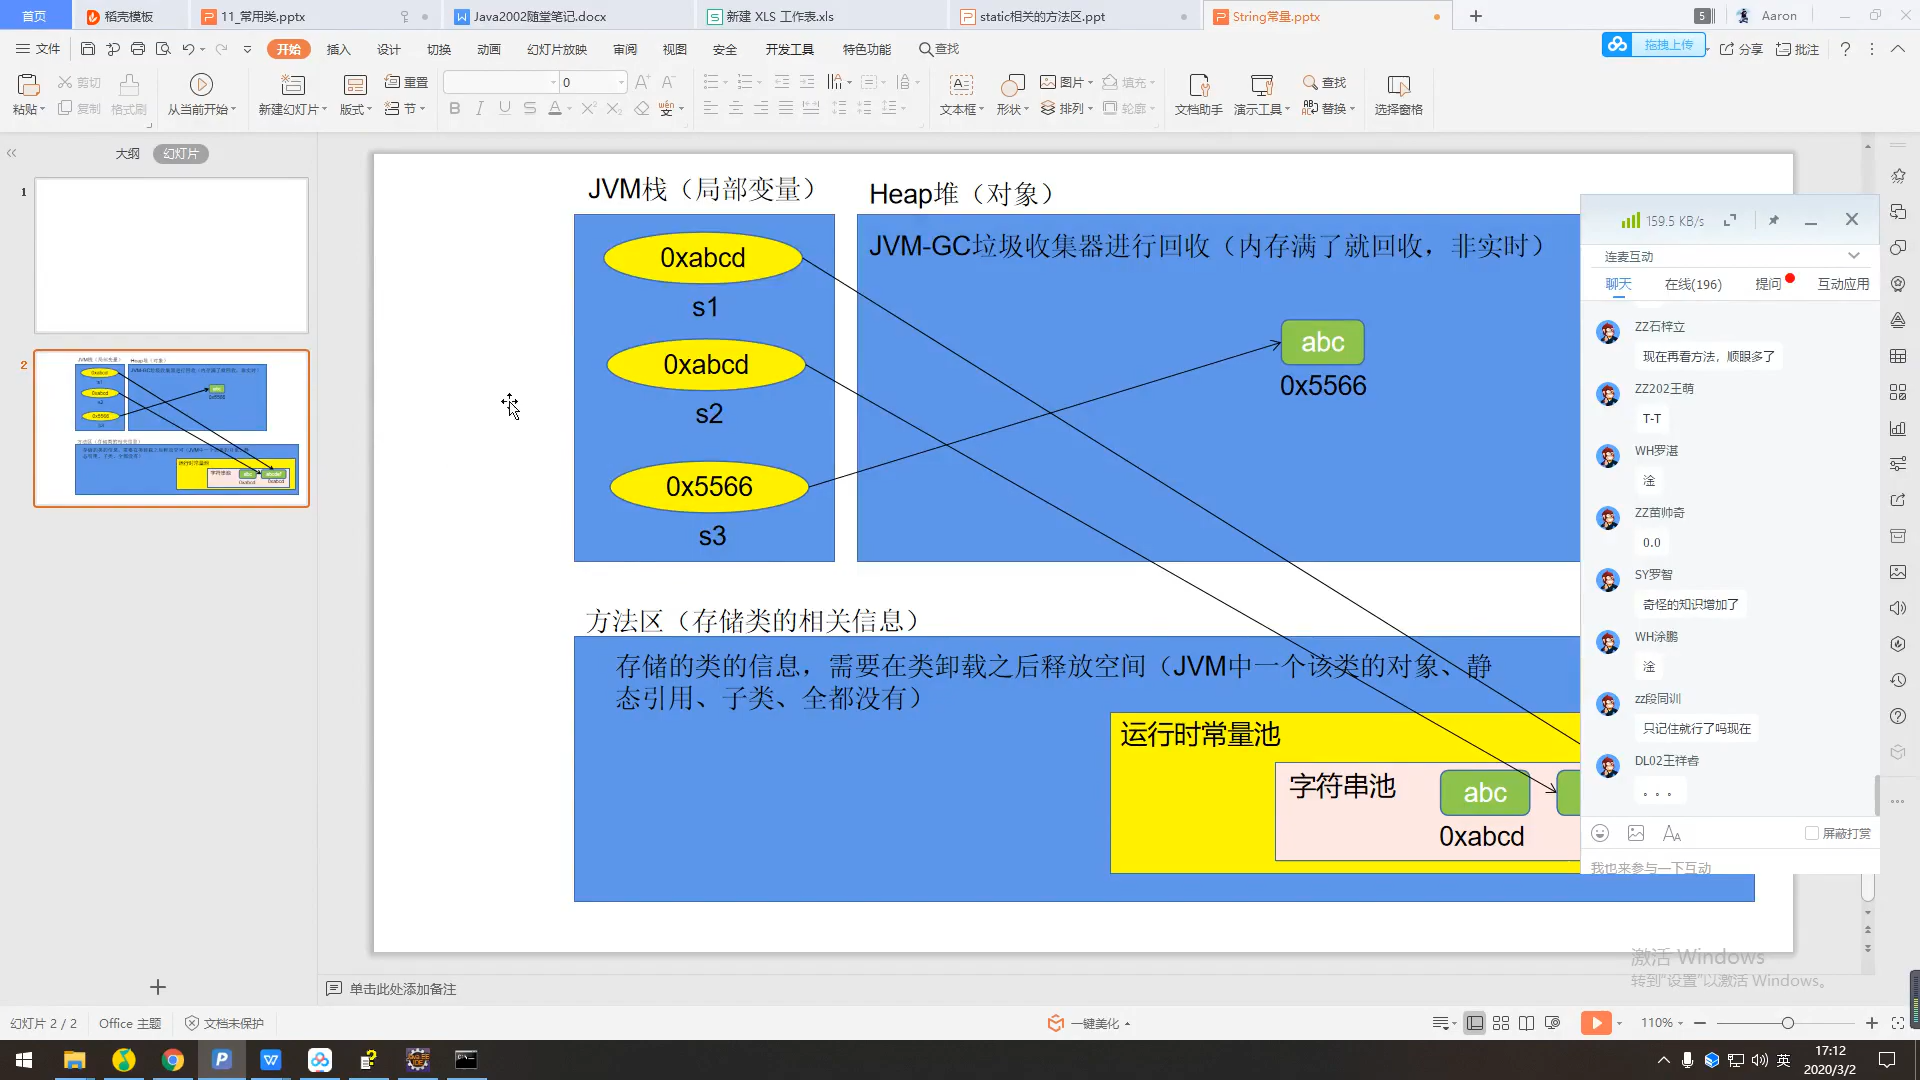 首页
稻壳模板
11_常用类.pptx
Java2002随堂笔记.docx
新建 XLS 工作表.xls
static相关的方法区.ppt
String常量.pptx
5
Aaron
文件
开始
插入
设计
切换
动画
幻灯片放映
审阅
视图
安全
开发工具
特色功能
查找
拖拽上传
分享
批注
粘贴
剪切
复制
格式刷
从当前开始
新建幻灯片
版式
重置
节
0
B I U S A
文本框
形状
图片
排列
填充
轮廓
文档助手
演示工具
查找
替换
选择窗格
大纲
幻灯片
1
2
JVM栈（局部变量）
Heap堆（对象）
JVM-GC垃圾收集器进行回收（内存满了就回收，非实时）
0xabcd
s1
0xabcd
s2
0x5566
s3
abc
0x5566
方法区（存储类的相关信息）
存储的类的信息，需要在类卸载之后释放空间（JVM中一个该类的对象、静
态引用、子类、全都没有）
运行时常量池
字符串池
abc
0xabcd
159.5 KB/s
连麦互动
聊天
在线(196)
提问
互动应用
ZZ石梓立
现在再看方法，顺眼多了
ZZ202王萌
T-T
WH罗湛
淦
ZZ苗帅奇
0.0
SY罗智
奇怪的知识增加了
WH涂鹏
淦
zz段同训
只记住就行了吗现在
DL02王祥睿
。。。
屏蔽打赏
我也来参与一下互动
激活 Windows
转到“设置”以激活 Windows。
单击此处添加备注
幻灯片 2 / 2
Office 主题
文档未保护
一键美化
110%
英
17:12
2020/3/2